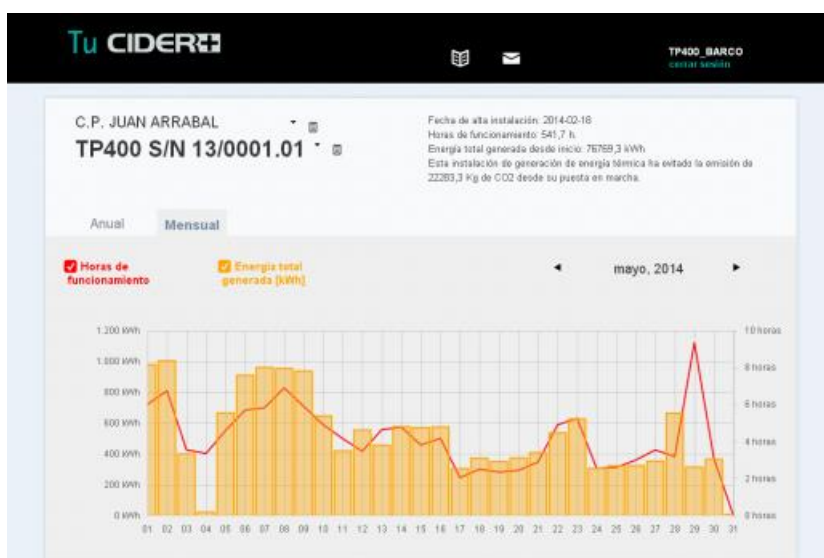 Tu CIDER
TP400_BARCO
cerrar sesión
C.P. JUAN ARRABAL
TP400 S/N 13/0001.01
Fecha de alta instalación: 2014-02-18
Horas de funcionamiento: 541,7 h.
Energía total generada desde inicio: 76769,3 kWh
Esta instalación de generación de energía térmica ha evitado la emisión de
22283,3 Kg de CO2 desde su puesta en marcha.
Anual Mensual
Horas de
funcionamiento
Energía total
generada [kWh]
mayo, 2014
1.200 kWh 10 horas
1.000 kWh 8 horas
800 kWh 6 horas
600 kWh 4 horas
400 kWh 2 horas
200 kWh 0 horas
0 kWh
01 02 03 04 05 06 07 08 09 10 11 12 13 14 15 16 17 18 19 20 21 22 23 24 25 26 27 28 29 30 31